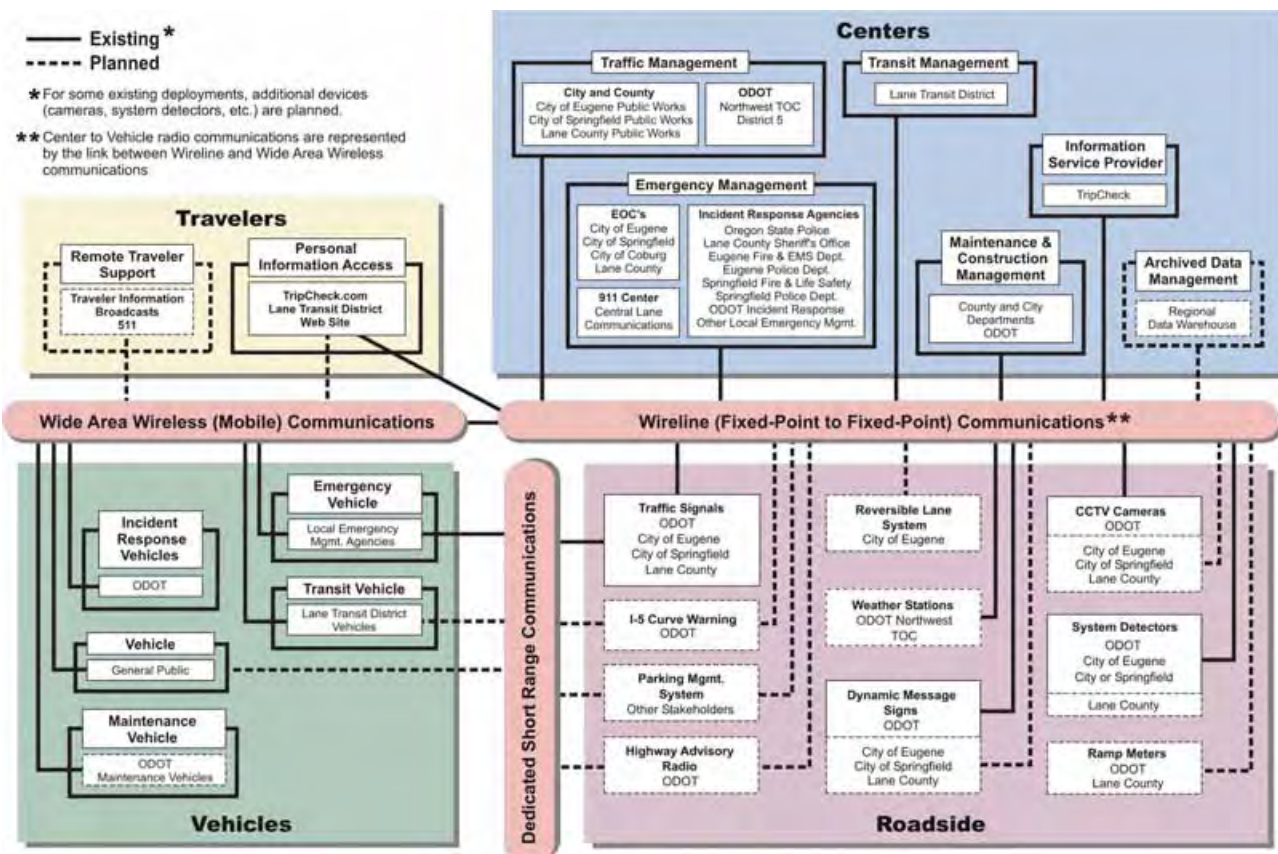 Existing*
Planned
* For some existing deployments, additional devices
(cameras, system detectors, etc.) are planned.
** Center to Vehicle radio communications are represented
by the link between Wireline and Wide Area Wireless
communications
Centers
Traffic Management
City and County
City of Eugene Public Works
City of Springfield Public Works
Lane County Public Works
ODOT
Northwest TOC
District 5
Transit Management
Lane Transit District
Information
Service Provider
TripCheck
Emergency Management
EOC's
City of Eugene
City of Springfield
City of Coburg
Lane County
911 Center
Central Lane
Communications
Incident Response Agencies
Oregon State Police
Lane County Sheriff's Office
Eugene Fire & EMS Dept.
Eugene Police Dept.
Springfield Fire & Life Safety
Springfield Police Dept.
ODOT Incident Response
Other Local Emergency Mgmt.
Maintenance &
Construction
Management
County and City
Departments
ODOT
Archived Data
Management
Regional
Data Warehouse
Travelers
Remote Traveler
Support
Traveler Information
Broadcasts
511
Personal
Information Access
TripCheck.com
Lane Transit District
Web Site
Wide Area Wireless (Mobile) Communications
Wireline (Fixed-Point to Fixed-Point) Communications**
Incident
Response
Vehicles
ODOT
Emergency
Vehicle
Local Emergency
Mgmt. Agencies
Transit Vehicle
Lane Transit District
Vehicles
Vehicle
General Public
Maintenance
Vehicle
ODOT
Maintenance Vehicles
Vehicles
Dedicated Short Range Communications
Traffic Signals
ODOT
City of Eugene
City of Springfield
Lane County
I-5 Curve Warning
ODOT
Parking Mgmt.
System
Other Stakeholders
Highway Advisory
Radio
ODOT
Reversible Lane
System
City of Eugene
Weather Stations
ODOT Northwest
TOC
Dynamic Message
Signs
ODOT
City of Eugene
City of Springfield
Lane County
CCTV Cameras
ODOT
City of Eugene
City of Springfield
Lane County
System Detectors
ODOT
City of Eugene
City or Springfield
Lane County
Ramp Meters
ODOT
Lane County
Roadside